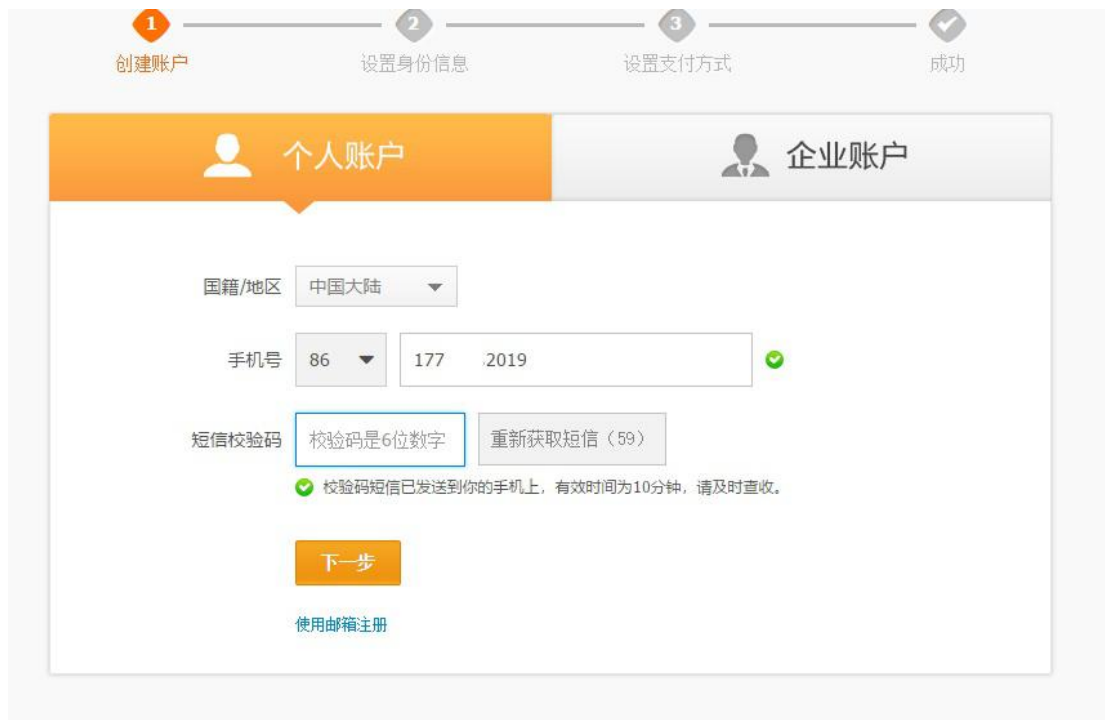 1 2 3
创建账户 设置身份信息 设置支付方式 成功
个人账户 企业账户
国籍/地区 中国大陆
手机号 86 177 2019
短信校验码 校验码是6位数字 重新获取短信（59）
校验码短信已发送到你的手机上，有效时间为10分钟，请及时查收。
下一步
使用邮箱注册